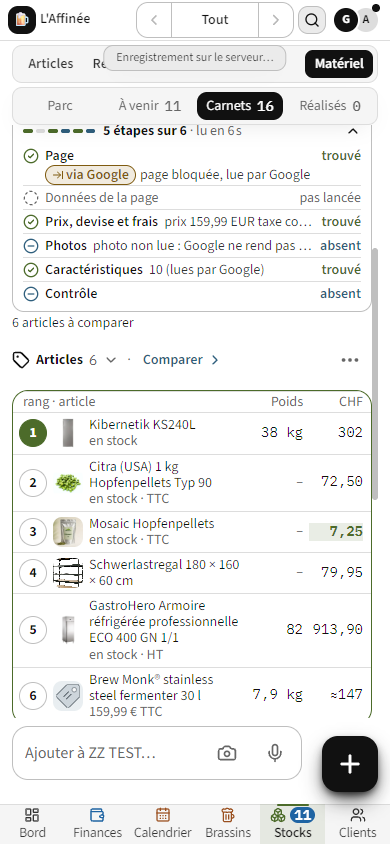 L'Affinée
Tout
G
A
Articles
Enregistrement sur le serveur…
Matériel
Parc
À venir 11
Carnets 16
Réalisés 0
5 étapes sur 6 · lu en 6 s
Page
trouvé
via Google page bloquée, lue par Google
Données de la page
pas lancée
Prix, devise et frais prix 159,99 EUR taxe co…
trouvé
Photos photo non lue : Google ne rend pas …
absent
Caractéristiques 10 (lues par Google)
trouvé
Contrôle
absent
6 articles à comparer
Articles 6 · Comparer
rang · article
Poids
CHF
1
Kibernetik KS240L
en stock
38 kg
302
2
Citra (USA) 1 kg
Hopfenpellets Typ 90
en stock · TTC
–
72,50
3
Mosaic Hopfenpellets
en stock · TTC
–
7,25
4
Schwerlastregal 180 × 160
× 60 cm
–
79,95
5
GastroHero Armoire
réfrigérée professionnelle
ECO 400 GN 1/1
en stock · HT
82
913,90
6
Brew Monk® stainless
steel fermenter 30 l
159,99 € TTC
7,9 kg
≈147
Ajouter à ZZ TEST…
Bord
Finances
Calendrier
Brassins
11
Stocks
Clients